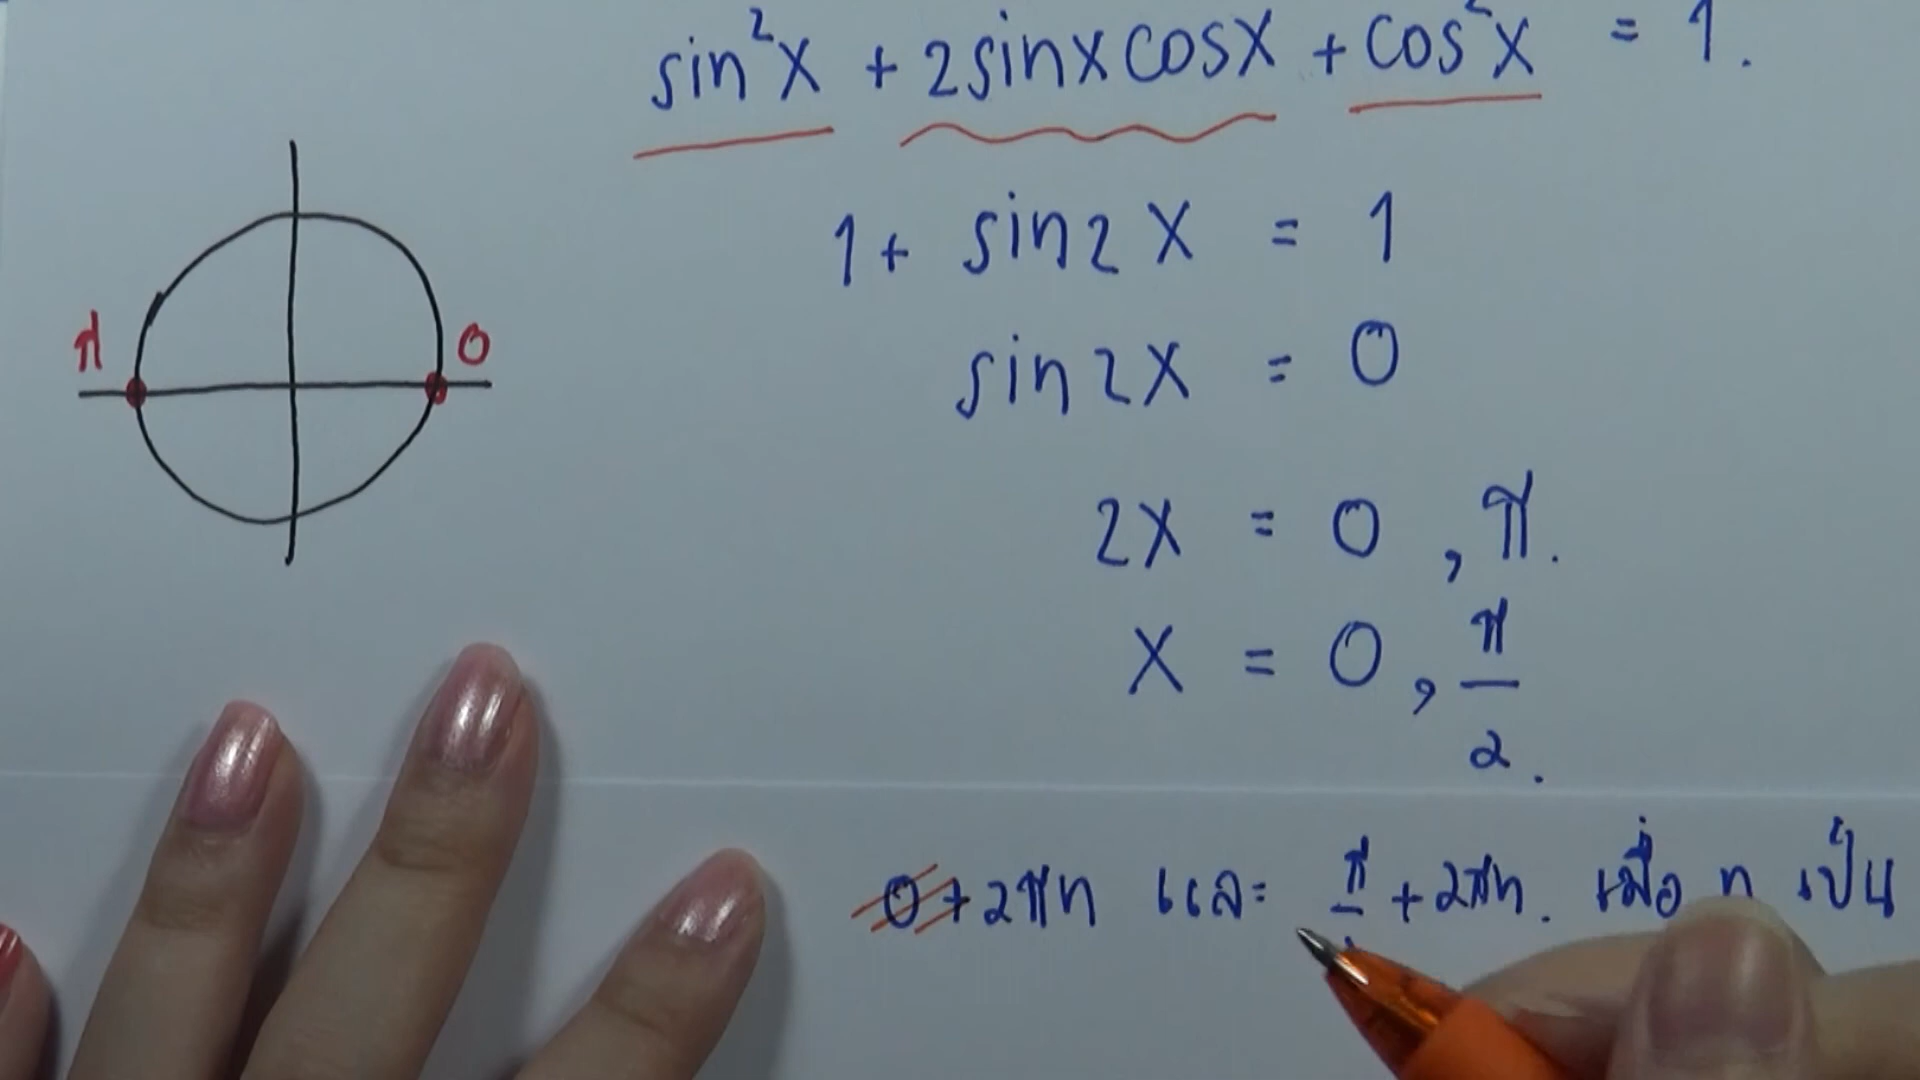 sin²x + 2sinx cosx + cos²x = 1.
1 + sin2x = 1
sin2x = 0
π 0
2x = 0 , π.
x = 0 , π/2.
0 + 2πn และ π/2 + 2πn. เมื่อ n เป็น